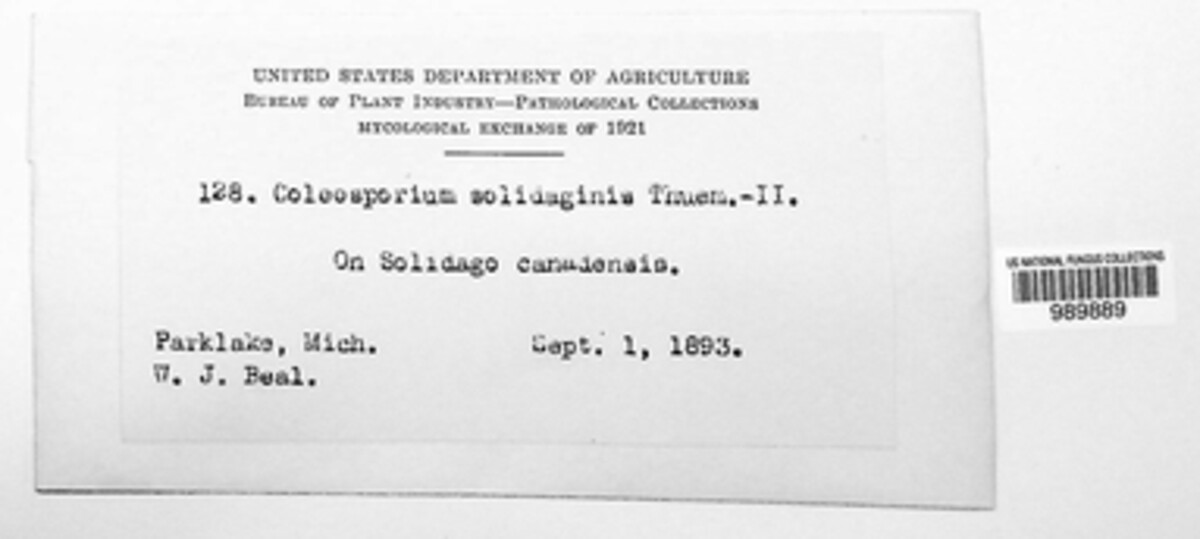 UNITED STATES DEPARTMENT OF AGRICULTURE
BUREAU OF PLANT INDUSTRY—PATHOLOGICAL COLLECTIONS
MYCOLOGICAL EXCHANGE OF 1921
128. Coleosporium solidaginis Thuem.-II.
On Solidago canadensis.
Parklake, Mich. Sept. 1, 1893.
W. J. Beal.
US NATIONAL FUNGUS COLLECTIONS
989889